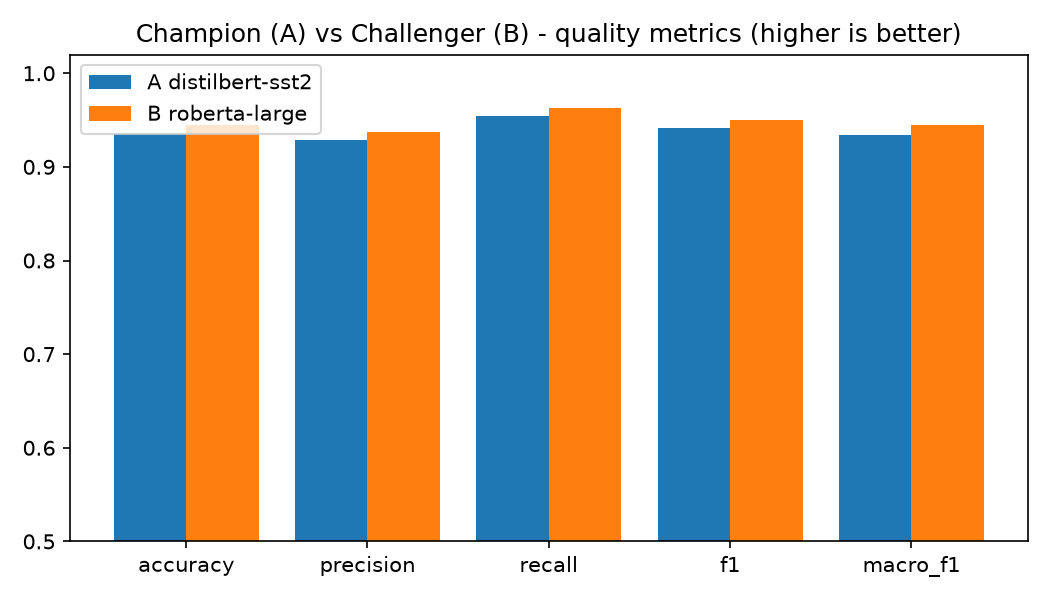 Champion (A) vs Challenger (B) - quality metrics (higher is better)
A distilbert-sst2
B roberta-large
1.0
0.9
0.8
0.7
0.6
0.5
accuracy precision recall f1 macro_f1